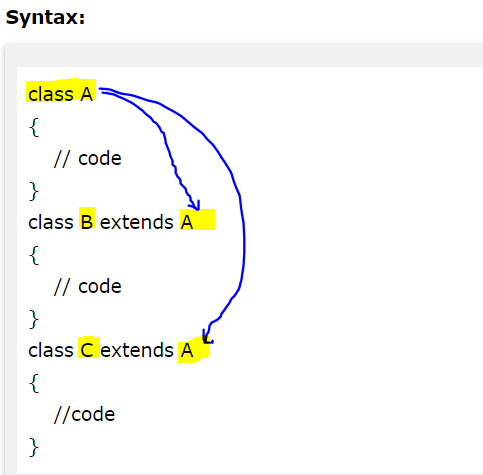 Syntax:
class A
{
// code
}
class B extends A
{
// code
}
class C extends A
{
//code
}